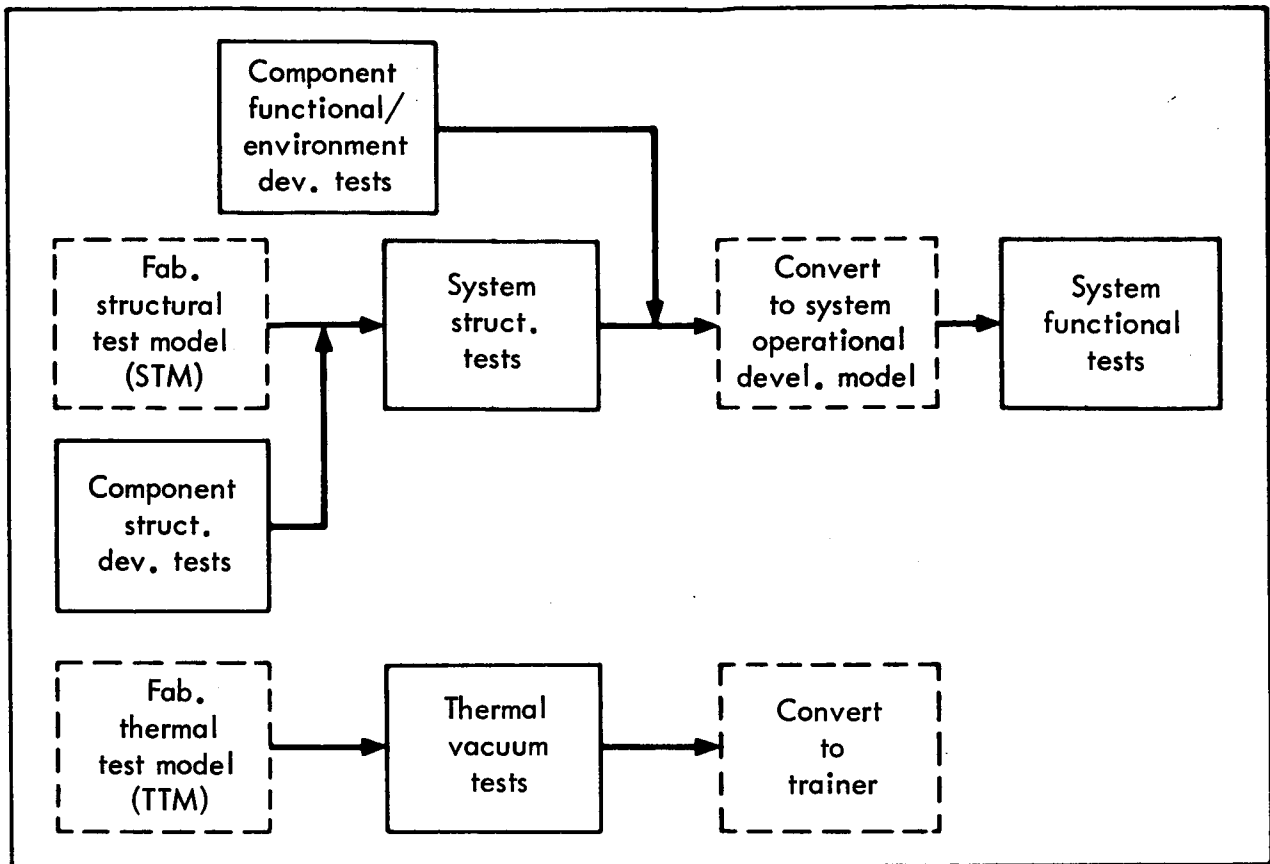 Component
functional/
environment
dev. tests
Fab.
structural
test model
(STM)
System
struct.
tests
Convert
to system
operational
devel. model
System
functional
tests
Component
struct.
dev. tests
Fab.
thermal
test model
(TTM)
Thermal
vacuum
tests
Convert
to
trainer